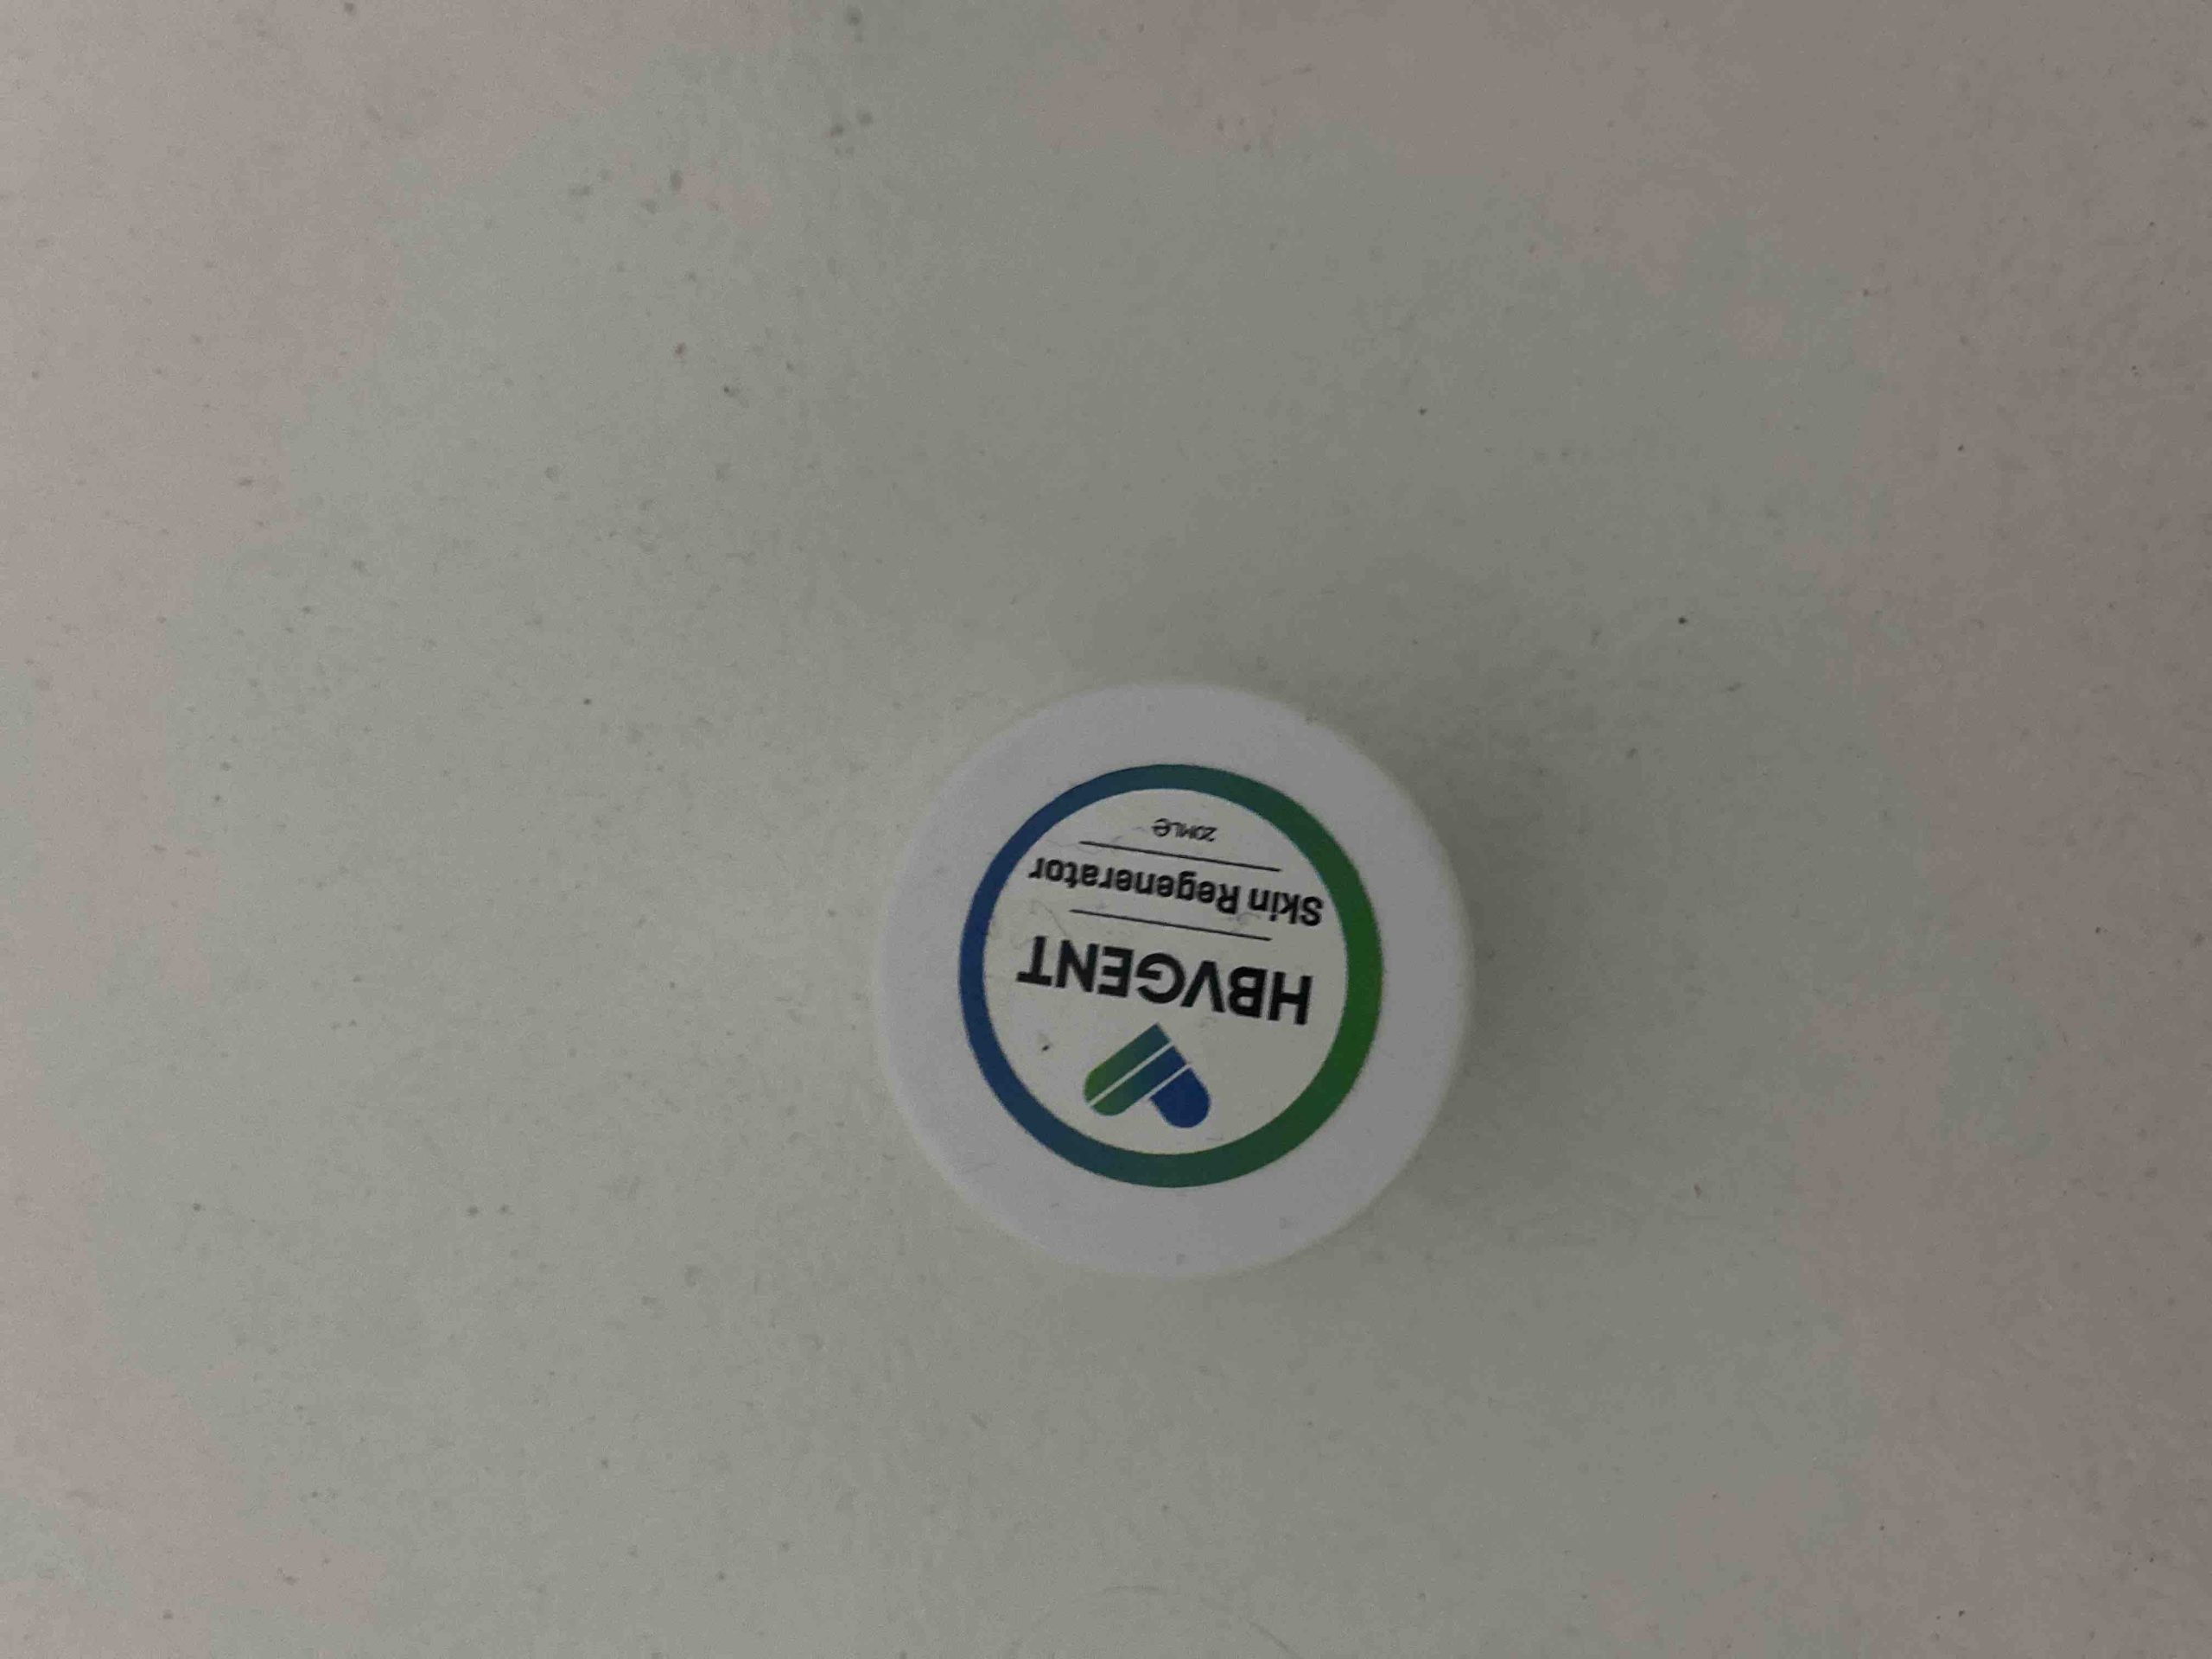 HBVGENT
Skin Regenerator
20ML℮